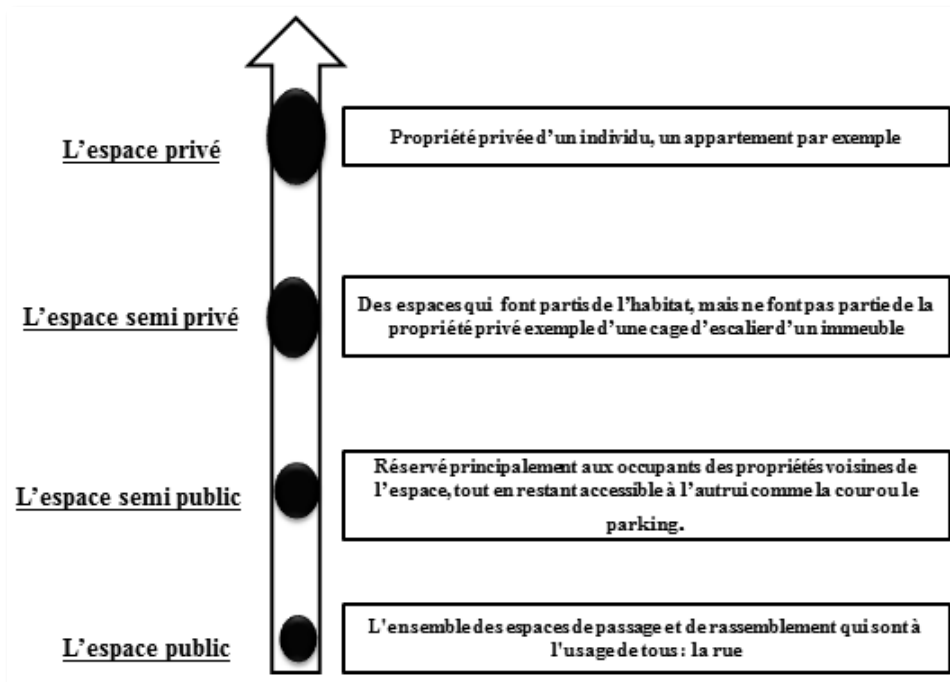 L’espace privé
Propriété privée d’un individu, un appartement par exemple
L’espace semi privé
Des espaces qui font partis de l’habitat, mais ne font pas partie de la
propriété privé exemple d’une cage d’escalier d’un immeuble
L’espace semi public
Réservé principalement aux occupants des propriétés voisines de
l’espace, tout en restant accessible à l’autrui comme la cour ou le
parking.
L’espace public
L'ensemble des espaces de passage et de rassemblement qui sont à
l'usage de tous : la rue